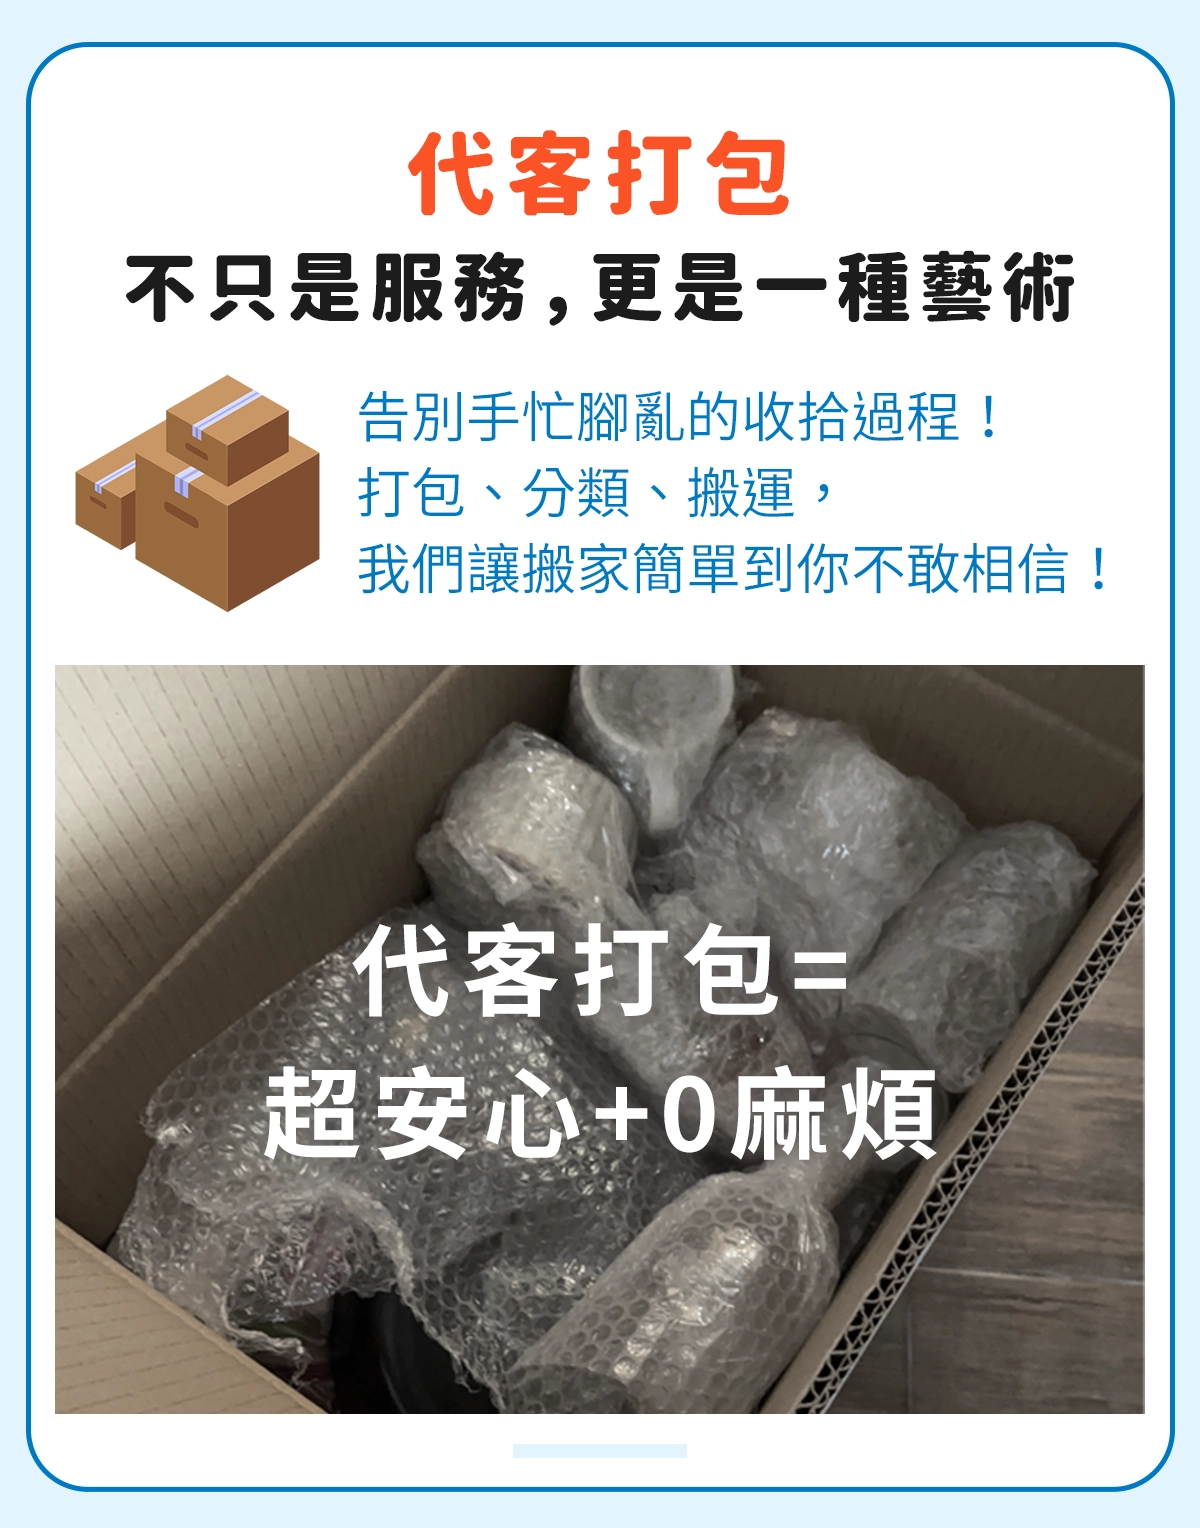 代客打包
不只是服務,更是一種藝術
告別手忙腳亂的收拾過程！
打包、分類、搬運，
我們讓搬家簡單到你不敢相信！
代客打包=
超安心+0麻煩